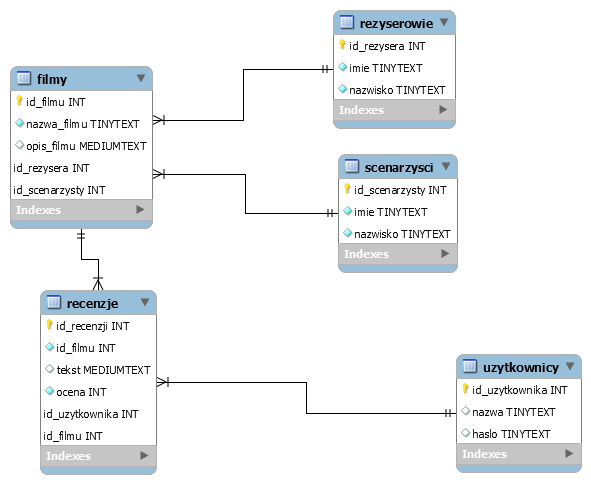 filmy
id_filmu INT
nazwa_filmu TINYTEXT
opis_filmu MEDIUMTEXT
id_rezysera INT
id_scenarzysty INT
Indexes
rezyserowie
id_rezysera INT
imie TINYTEXT
nazwisko TINYTEXT
Indexes
scenarzysci
id_scenarzysty INT
imie TINYTEXT
nazwisko TINYTEXT
Indexes
recenzje
id_recenzji INT
id_filmu INT
tekst MEDIUMTEXT
ocena INT
id_uzytkownika INT
id_filmu INT
Indexes
uzytkownicy
id_uzytkownika INT
nazwa TINYTEXT
haslo TINYTEXT
Indexes